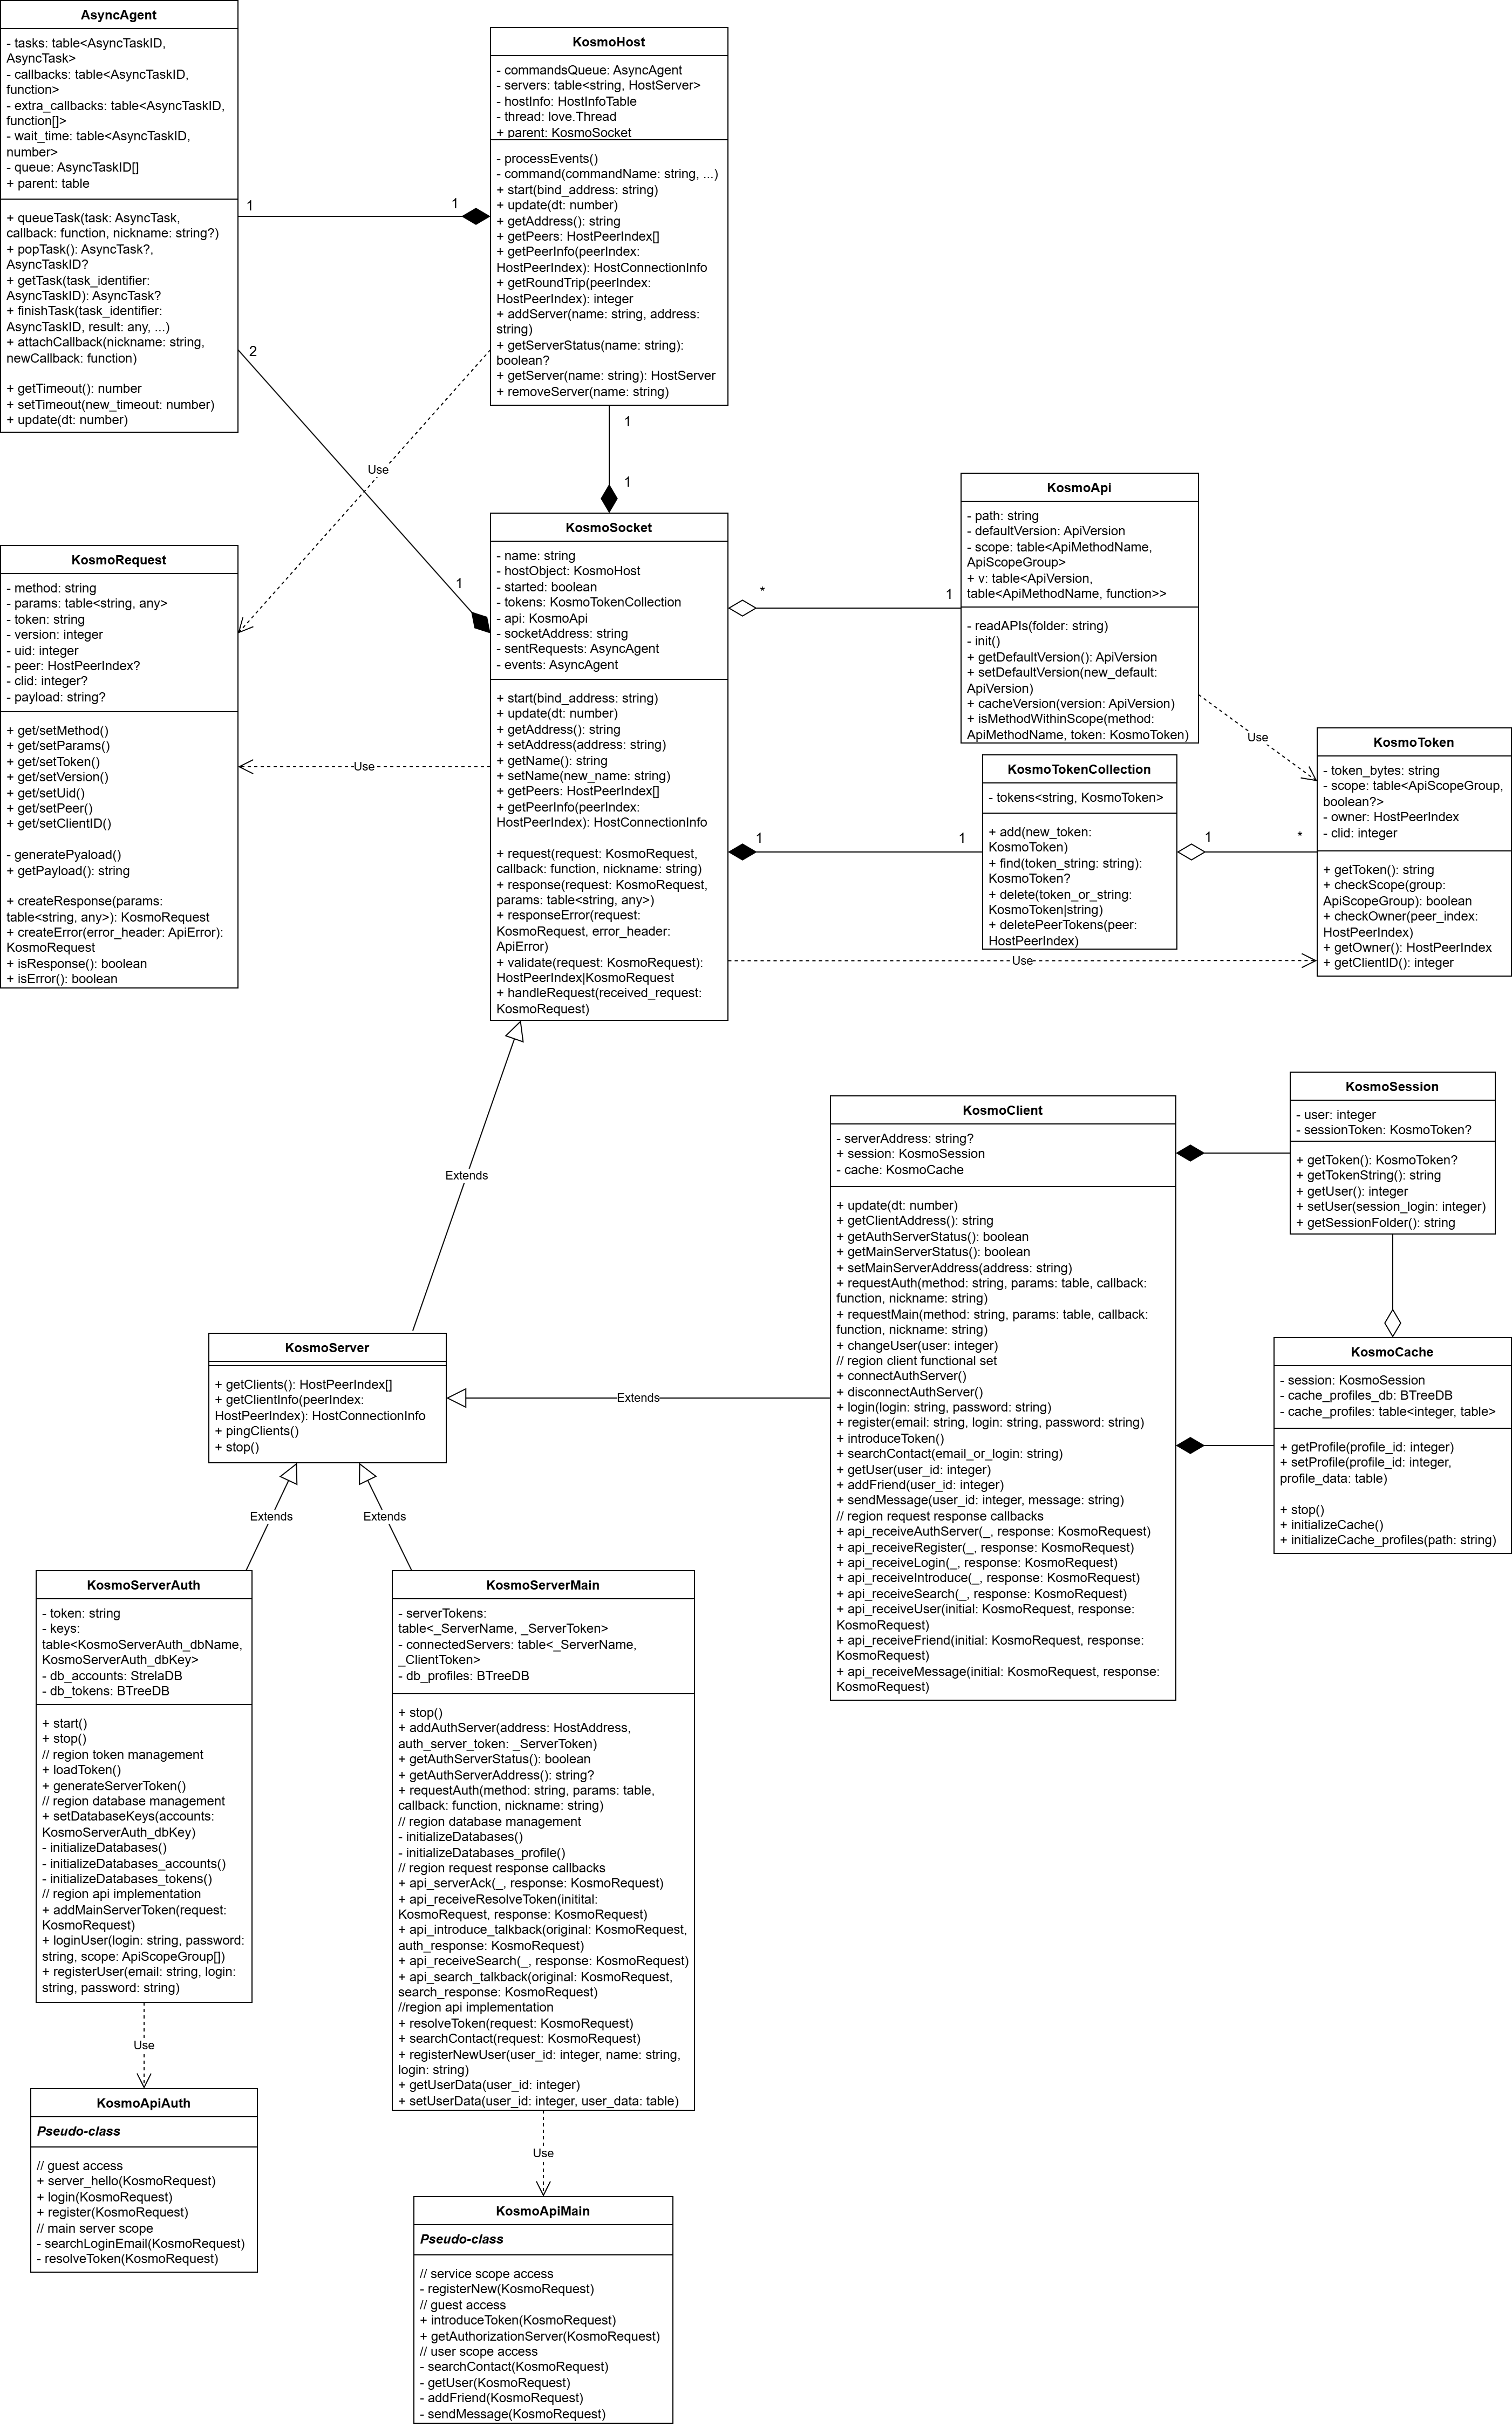 AsyncAgent
- tasks: table<AsyncTaskID,
AsyncTask>
- callbacks: table<AsyncTaskID,
function>
- extra_callbacks: table<AsyncTaskID,
function[]>
- wait_time: table<AsyncTaskID,
number>
- queue: AsyncTaskID[]
+ parent: table
+ queueTask(task: AsyncTask,
callback: function, nickname: string?)
+ popTask(): AsyncTask?,
AsyncTaskID?
+ getTask(task_identifier:
AsyncTaskID): AsyncTask?
+ finishTask(task_identifier:
AsyncTaskID, result: any, ...)
+ attachCallback(nickname: string,
newCallback: function)
+ getTimeout(): number
+ setTimeout(new_timeout: number)
+ update(dt: number)
1
1
2
1
KosmoHost
- commandsQueue: AsyncAgent
- servers: table<string, HostServer>
- hostInfo: HostInfoTable
- thread: love.Thread
+ parent: KosmoSocket
- processEvents()
- command(commandName: string, ...)
+ start(bind_address: string)
+ update(dt: number)
+ getAddress(): string
+ getPeers: HostPeerIndex[]
+ getPeerInfo(peerIndex:
HostPeerIndex): HostConnectionInfo
+ getRoundTrip(peerIndex:
HostPeerIndex): integer
+ addServer(name: string, address:
string)
+ getServerStatus(name: string):
boolean?
+ getServer(name: string): HostServer
+ removeServer(name: string)
1
1
Use
KosmoRequest
- method: string
- params: table<string, any>
- token: string
- version: integer
- uid: integer
- peer: HostPeerIndex?
- clid: integer?
- payload: string?
+ get/setMethod()
+ get/setParams()
+ get/setToken()
+ get/setVersion()
+ get/setUid()
+ get/setPeer()
+ get/setClientID()
- generatePyaload()
+ getPayload(): string
+ createResponse(params:
table<string, any>): KosmoRequest
+ createError(error_header: ApiError):
KosmoRequest
+ isResponse(): boolean
+ isError(): boolean
Use
KosmoSocket
- name: string
- hostObject: KosmoHost
- started: boolean
- tokens: KosmoTokenCollection
- api: KosmoApi
- socketAddress: string
- sentRequests: AsyncAgent
- events: AsyncAgent
+ start(bind_address: string)
+ update(dt: number)
+ getAddress(): string
+ setAddress(address: string)
+ getName(): string
+ setName(new_name: string)
+ getPeers: HostPeerIndex[]
+ getPeerInfo(peerIndex:
HostPeerIndex): HostConnectionInfo
+ request(request: KosmoRequest,
callback: function, nickname: string)
+ response(request: KosmoRequest,
params: table<string, any>)
+ responseError(request:
KosmoRequest, error_header:
ApiError)
+ validate(request: KosmoRequest):
HostPeerIndex|KosmoRequest
+ handleRequest(received_request:
KosmoRequest)
*
1
KosmoApi
- path: string
- defaultVersion: ApiVersion
- scope: table<ApiMethodName,
ApiScopeGroup>
+ v: table<ApiVersion,
table<ApiMethodName, function>>
- readAPIs(folder: string)
- init()
+ getDefaultVersion(): ApiVersion
+ setDefaultVersion(new_default:
ApiVersion)
+ cacheVersion(version: ApiVersion)
+ isMethodWithinScope(method:
ApiMethodName, token: KosmoToken)
Use
1
1
KosmoTokenCollection
- tokens<string, KosmoToken>
+ add(new_token:
KosmoToken)
+ find(token_string: string):
KosmoToken?
+ delete(token_or_string:
KosmoToken|string)
+ deletePeerTokens(peer:
HostPeerIndex)
1
*
Use
KosmoToken
- token_bytes: string
- scope: table<ApiScopeGroup,
boolean?>
- owner: HostPeerIndex
- clid: integer
+ getToken(): string
+ checkScope(group:
ApiScopeGroup): boolean
+ checkOwner(peer_index:
HostPeerIndex)
+ getOwner(): HostPeerIndex
+ getClientID(): integer
Extends
KosmoServer
+ getClients(): HostPeerIndex[]
+ getClientInfo(peerIndex:
HostPeerIndex): HostConnectionInfo
+ pingClients()
+ stop()
Extends
KosmoClient
- serverAddress: string?
+ session: KosmoSession
- cache: KosmoCache
+ update(dt: number)
+ getClientAddress(): string
+ getAuthServerStatus(): boolean
+ getMainServerStatus(): boolean
+ setMainServerAddress(address: string)
+ requestAuth(method: string, params: table, callback:
function, nickname: string)
+ requestMain(method: string, params: table, callback:
function, nickname: string)
+ changeUser(user: integer)
// region client functional set
+ connectAuthServer()
+ disconnectAuthServer()
+ login(login: string, password: string)
+ register(email: string, login: string, password: string)
+ introduceToken()
+ searchContact(email_or_login: string)
+ getUser(user_id: integer)
+ addFriend(user_id: integer)
+ sendMessage(user_id: integer, message: string)
// region request response callbacks
+ api_receiveAuthServer(_, response: KosmoRequest)
+ api_receiveRegister(_, response: KosmoRequest)
+ api_receiveLogin(_, response: KosmoRequest)
+ api_receiveIntroduce(_, response: KosmoRequest)
+ api_receiveSearch(_, response: KosmoRequest)
+ api_receiveUser(initial: KosmoRequest, response:
KosmoRequest)
+ api_receiveFriend(initial: KosmoRequest, response:
KosmoRequest)
+ api_receiveMessage(initial: KosmoRequest, response:
KosmoRequest)
KosmoSession
- user: integer
- sessionToken: KosmoToken?
+ getToken(): KosmoToken?
+ getTokenString(): string
+ getUser(): integer
+ setUser(session_login: integer)
+ getSessionFolder(): string
KosmoCache
- session: KosmoSession
- cache_profiles_db: BTreeDB
- cache_profiles: table<integer, table>
+ getProfile(profile_id: integer)
+ setProfile(profile_id: integer,
profile_data: table)
+ stop()
+ initializeCache()
+ initializeCache_profiles(path: string)
Extends
Extends
KosmoServerAuth
- token: string
- keys:
table<KosmoServerAuth_dbName,
KosmoServerAuth_dbKey>
- db_accounts: StrelaDB
- db_tokens: BTreeDB
+ start()
+ stop()
// region token management
+ loadToken()
+ generateServerToken()
// region database management
+ setDatabaseKeys(accounts:
KosmoServerAuth_dbKey)
- initializeDatabases()
- initializeDatabases_accounts()
- initializeDatabases_tokens()
// region api implementation
+ addMainServerToken(request:
KosmoRequest)
+ loginUser(login: string, password:
string, scope: ApiScopeGroup[])
+ registerUser(email: string, login:
string, password: string)
Use
KosmoApiAuth
Pseudo-class
// guest access
+ server_hello(KosmoRequest)
+ login(KosmoRequest)
+ register(KosmoRequest)
// main server scope
- searchLoginEmail(KosmoRequest)
- resolveToken(KosmoRequest)
KosmoServerMain
- serverTokens:
table<_ServerName, _ServerToken>
- connectedServers: table<_ServerName,
_ClientToken>
- db_profiles: BTreeDB
+ stop()
+ addAuthServer(address: HostAddress,
auth_server_token: _ServerToken)
+ getAuthServerStatus(): boolean
+ getAuthServerAddress(): string?
+ requestAuth(method: string, params: table,
callback: function, nickname: string)
// region database management
- initializeDatabases()
- initializeDatabases_profile()
// region request response callbacks
+ api_serverAck(_, response: KosmoRequest)
+ api_receiveResolveToken(initital:
KosmoRequest, response: KosmoRequest)
+ api_introduce_talkback(original: KosmoRequest,
auth_response: KosmoRequest)
+ api_receiveSearch(_, response: KosmoRequest)
+ api_search_talkback(original: KosmoRequest,
search_response: KosmoRequest)
//region api implementation
+ resolveToken(request: KosmoRequest)
+ searchContact(request: KosmoRequest)
+ registerNewUser(user_id: integer, name: string,
login: string)
+ getUserData(user_id: integer)
+ setUserData(user_id: integer, user_data: table)
Use
KosmoApiMain
Pseudo-class
// service scope access
- registerNew(KosmoRequest)
// guest access
+ introduceToken(KosmoRequest)
+ getAuthorizationServer(KosmoRequest)
// user scope access
- searchContact(KosmoRequest)
- getUser(KosmoRequest)
- addFriend(KosmoRequest)
- sendMessage(KosmoRequest)